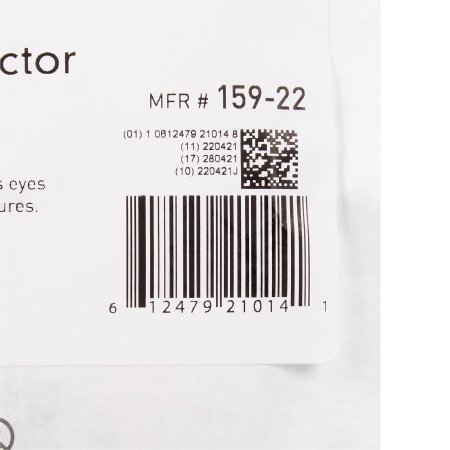 ctor
MFR # 159-22
(01) 1 0612479 21014 8
(11) 220421
(17) 280421
(10) 220421J
s eyes
ures.
6 12479 21014 1